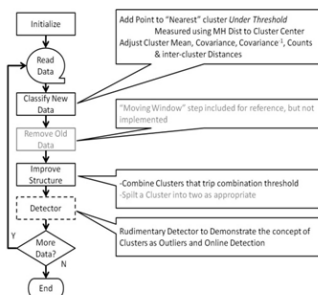 Initialize
Read
Data
Classify New
Data
Remove Old
Data
Improve
Structure
Detector
Y
More
Data?
N
End
Add Point to “Nearest” cluster Under Threshold
Measured using MH Dist to Cluster Center
Adjust Cluster Mean, Covariance, Covariance⁻¹, Counts
& inter-cluster Distances
“Moving Window” step included for reference, but not
implemented
-Combine Clusters that trip combination threshold
-Spilt a Cluster into two as appropriate
Rudimentary Detector to Demonstrate the concept of
Clusters as Outliers and Online Detection